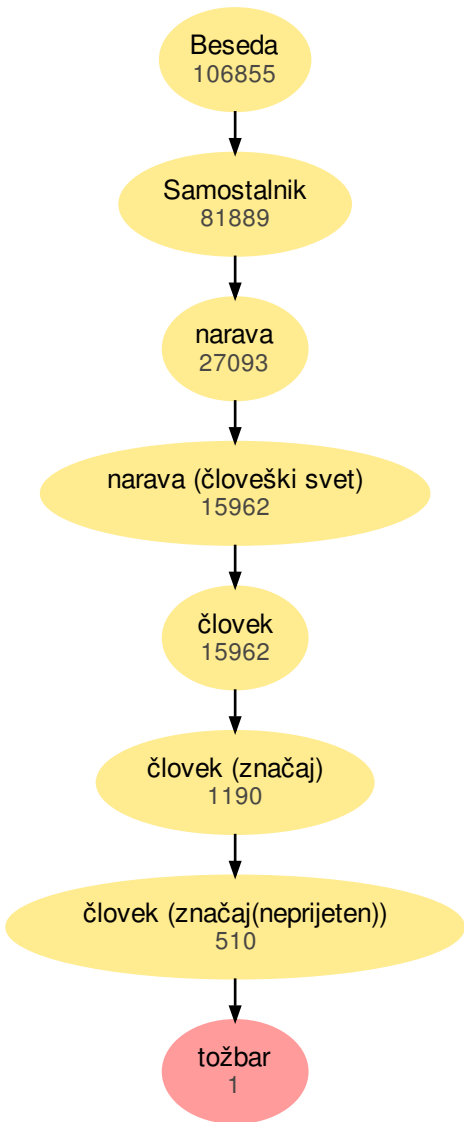 Beseda
106855
Samostalnik
81889
narava
27093
narava (človeški svet)
15962
človek
15962
človek (značaj)
1190
človek (značaj(neprijeten))
510
tožbar
1